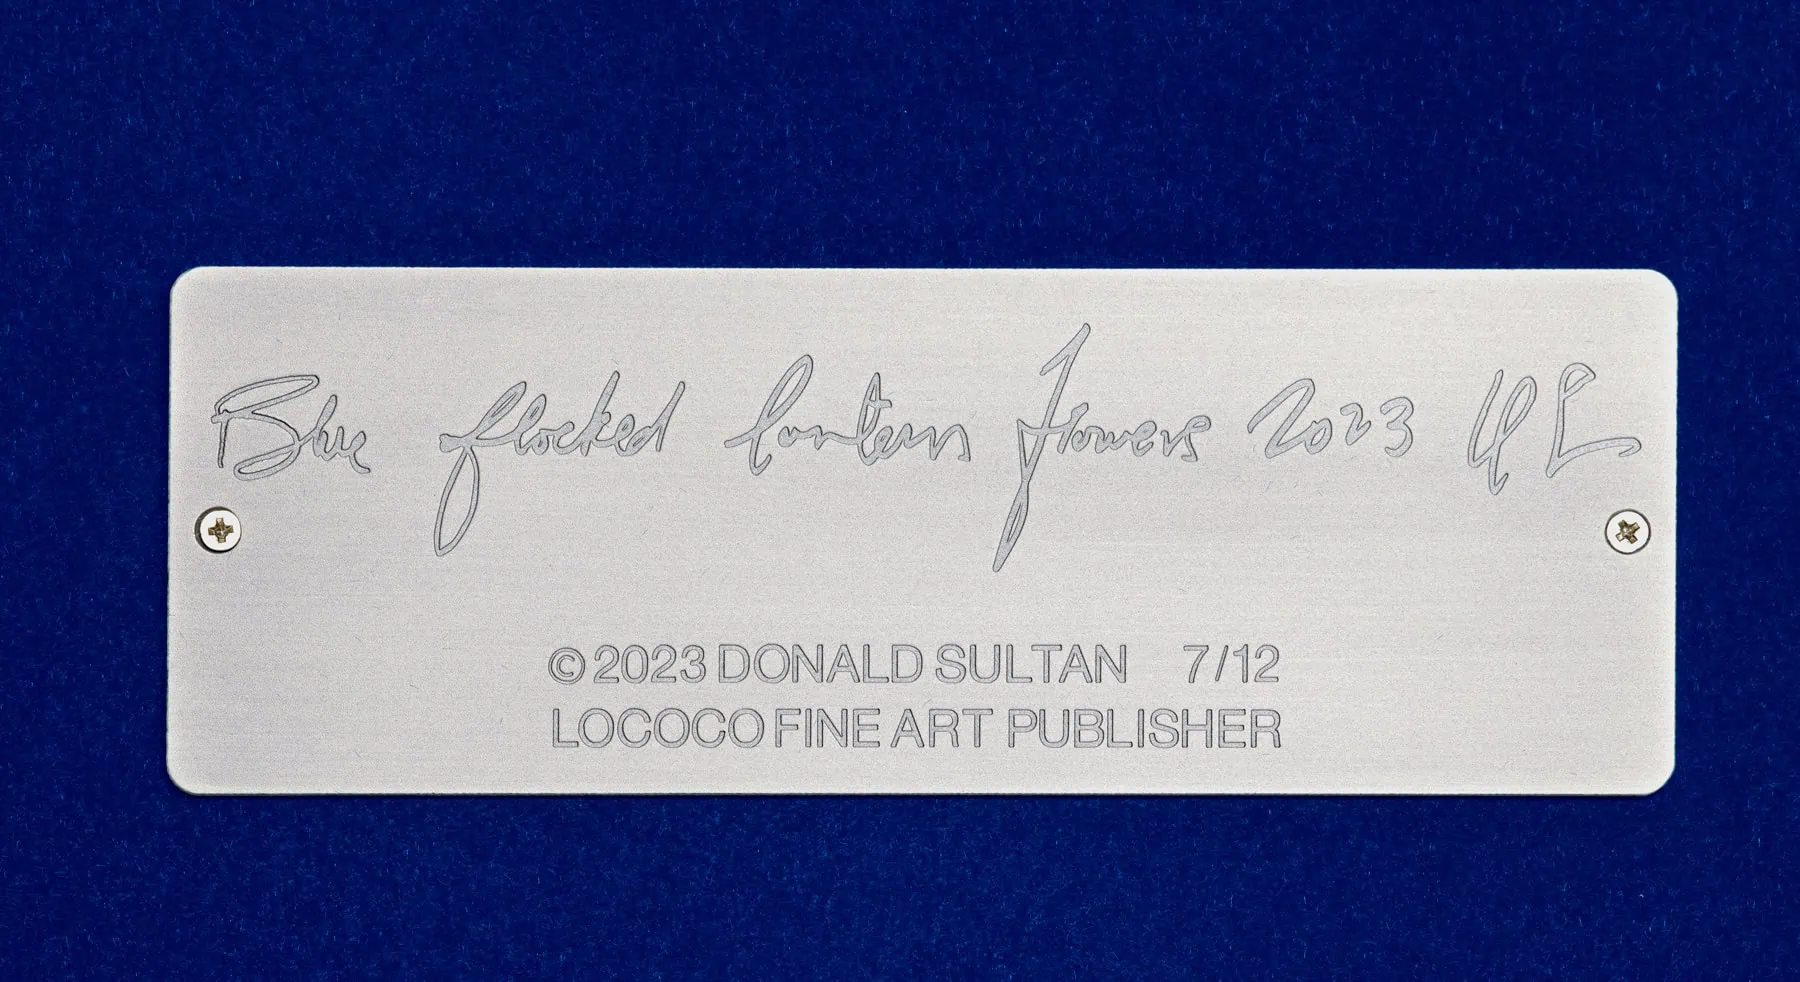 Blue flocked lantern flowers 2023
© 2023 DONALD SULTAN 7/12
LOCOCO FINE ART PUBLISHER